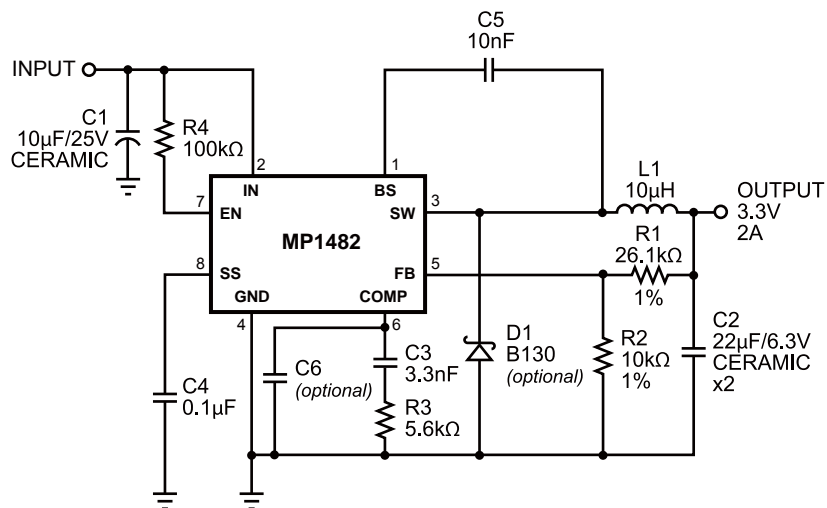 C5
10nF
INPUT
C1
10µF/25V
CERAMIC
R4
100kΩ
2
1
IN
BS
L1
10µH
OUTPUT
3.3V
2A
7
EN
SW
3
MP1482
R1
26.1kΩ
1%
8
SS
FB
5
GND
COMP
4
6
C4
0.1µF
C6
(optional)
C3
3.3nF
R3
5.6kΩ
D1
B130
(optional)
R2
10kΩ
1%
C2
22µF/6.3V
CERAMIC
x2